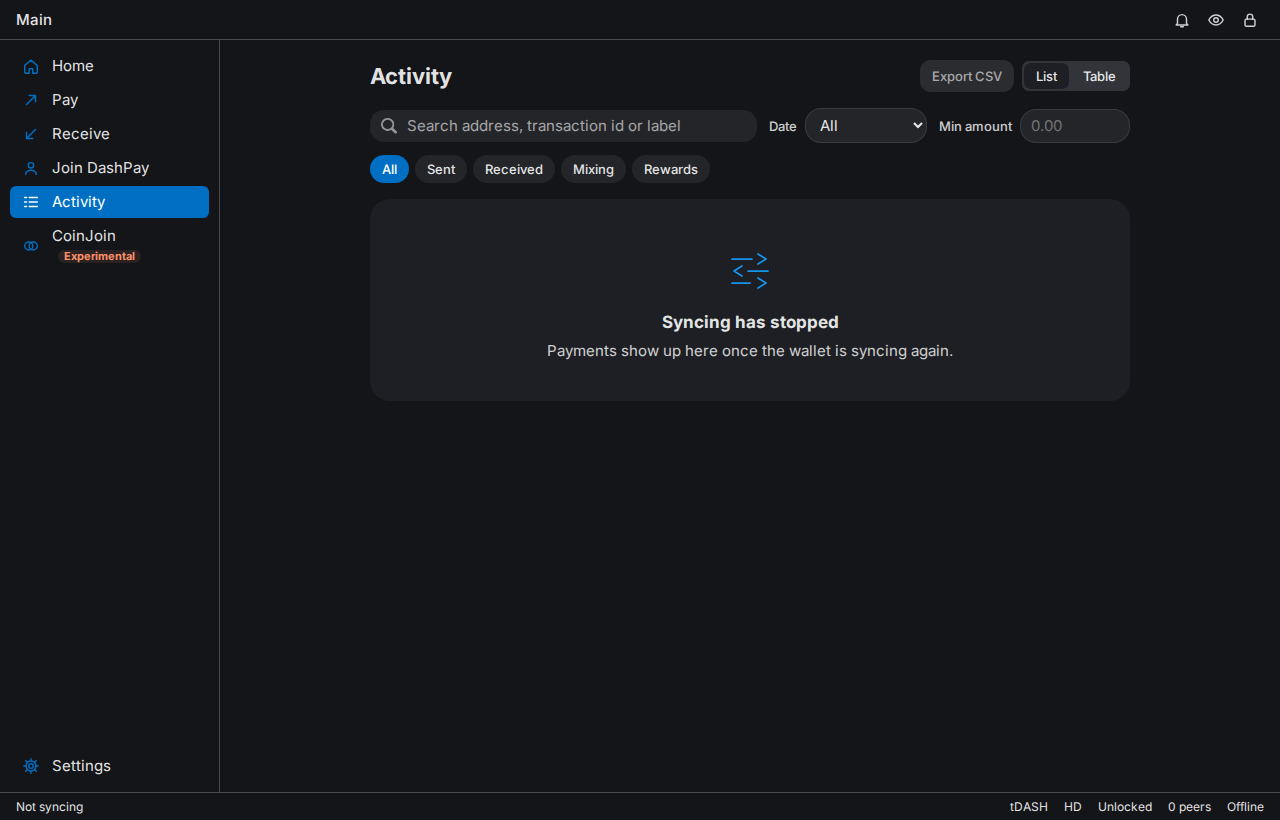 Main
Home
Pay
Receive
Join DashPay
Activity
CoinJoin
Experimental
Settings
Activity
Export CSV
List
Table
Search address, transaction id or label
Date
All
Min amount
0.00
All
Sent
Received
Mixing
Rewards
Syncing has stopped
Payments show up here once the wallet is syncing again.
Not syncing
tDASH
HD
Unlocked
0 peers
Offline